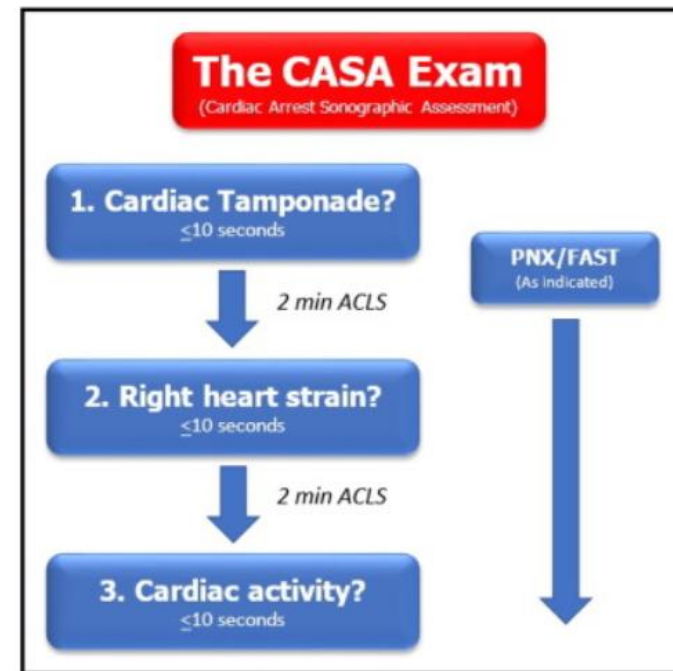 The CASA Exam
(Cardiac Arrest Sonographic Assessment)
1. Cardiac Tamponade?
≤10 seconds
2 min ACLS
PNX/FAST
(As indicated)
2. Right heart strain?
≤10 seconds
2 min ACLS
3. Cardiac activity?
≤10 seconds